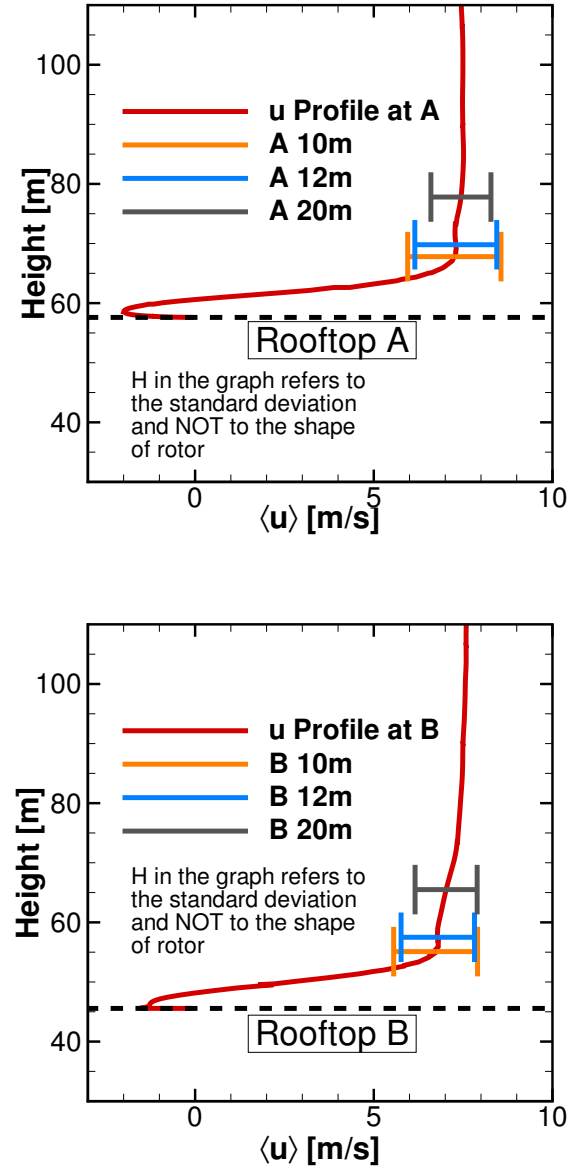 100
80
60
40
Height [m]
u Profile at A
A 10m
A 12m
A 20m
Rooftop A
H in the graph refers to
the standard deviation
and NOT to the shape
of rotor
0
5
10
⟨u⟩ [m/s]
100
80
60
40
Height [m]
u Profile at B
B 10m
B 12m
B 20m
H in the graph refers to
the standard deviation
and NOT to the shape
of rotor
Rooftop B
0
5
10
⟨u⟩ [m/s]